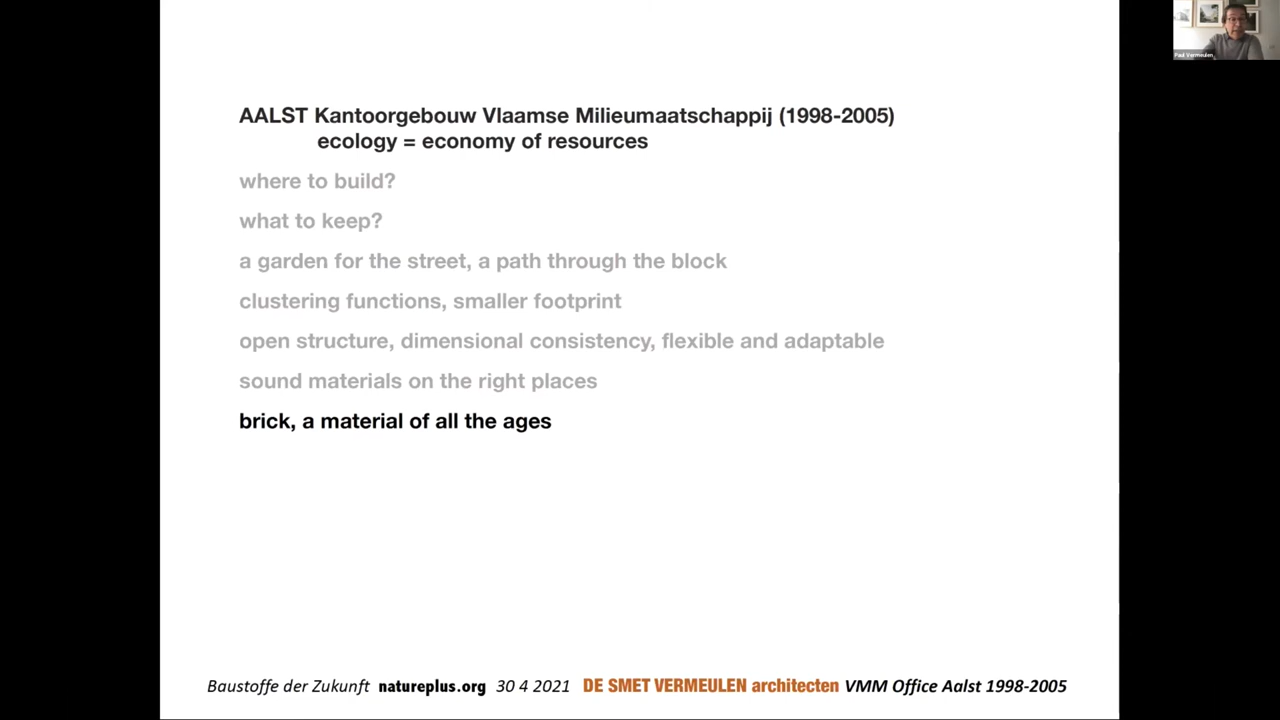 Paul Vermeulen
AALST Kantoorgebouw Vlaamse Milieumaatschappij (1998-2005)
ecology = economy of resources
where to build?
what to keep?
a garden for the street, a path through the block
clustering functions, smaller footprint
open structure, dimensional consistency, flexible and adaptable
sound materials on the right places
brick, a material of all the ages
Baustoffe der Zukunft natureplus.org 30 4 2021 DE SMET VERMEULEN architecten VMM Office Aalst 1998-2005